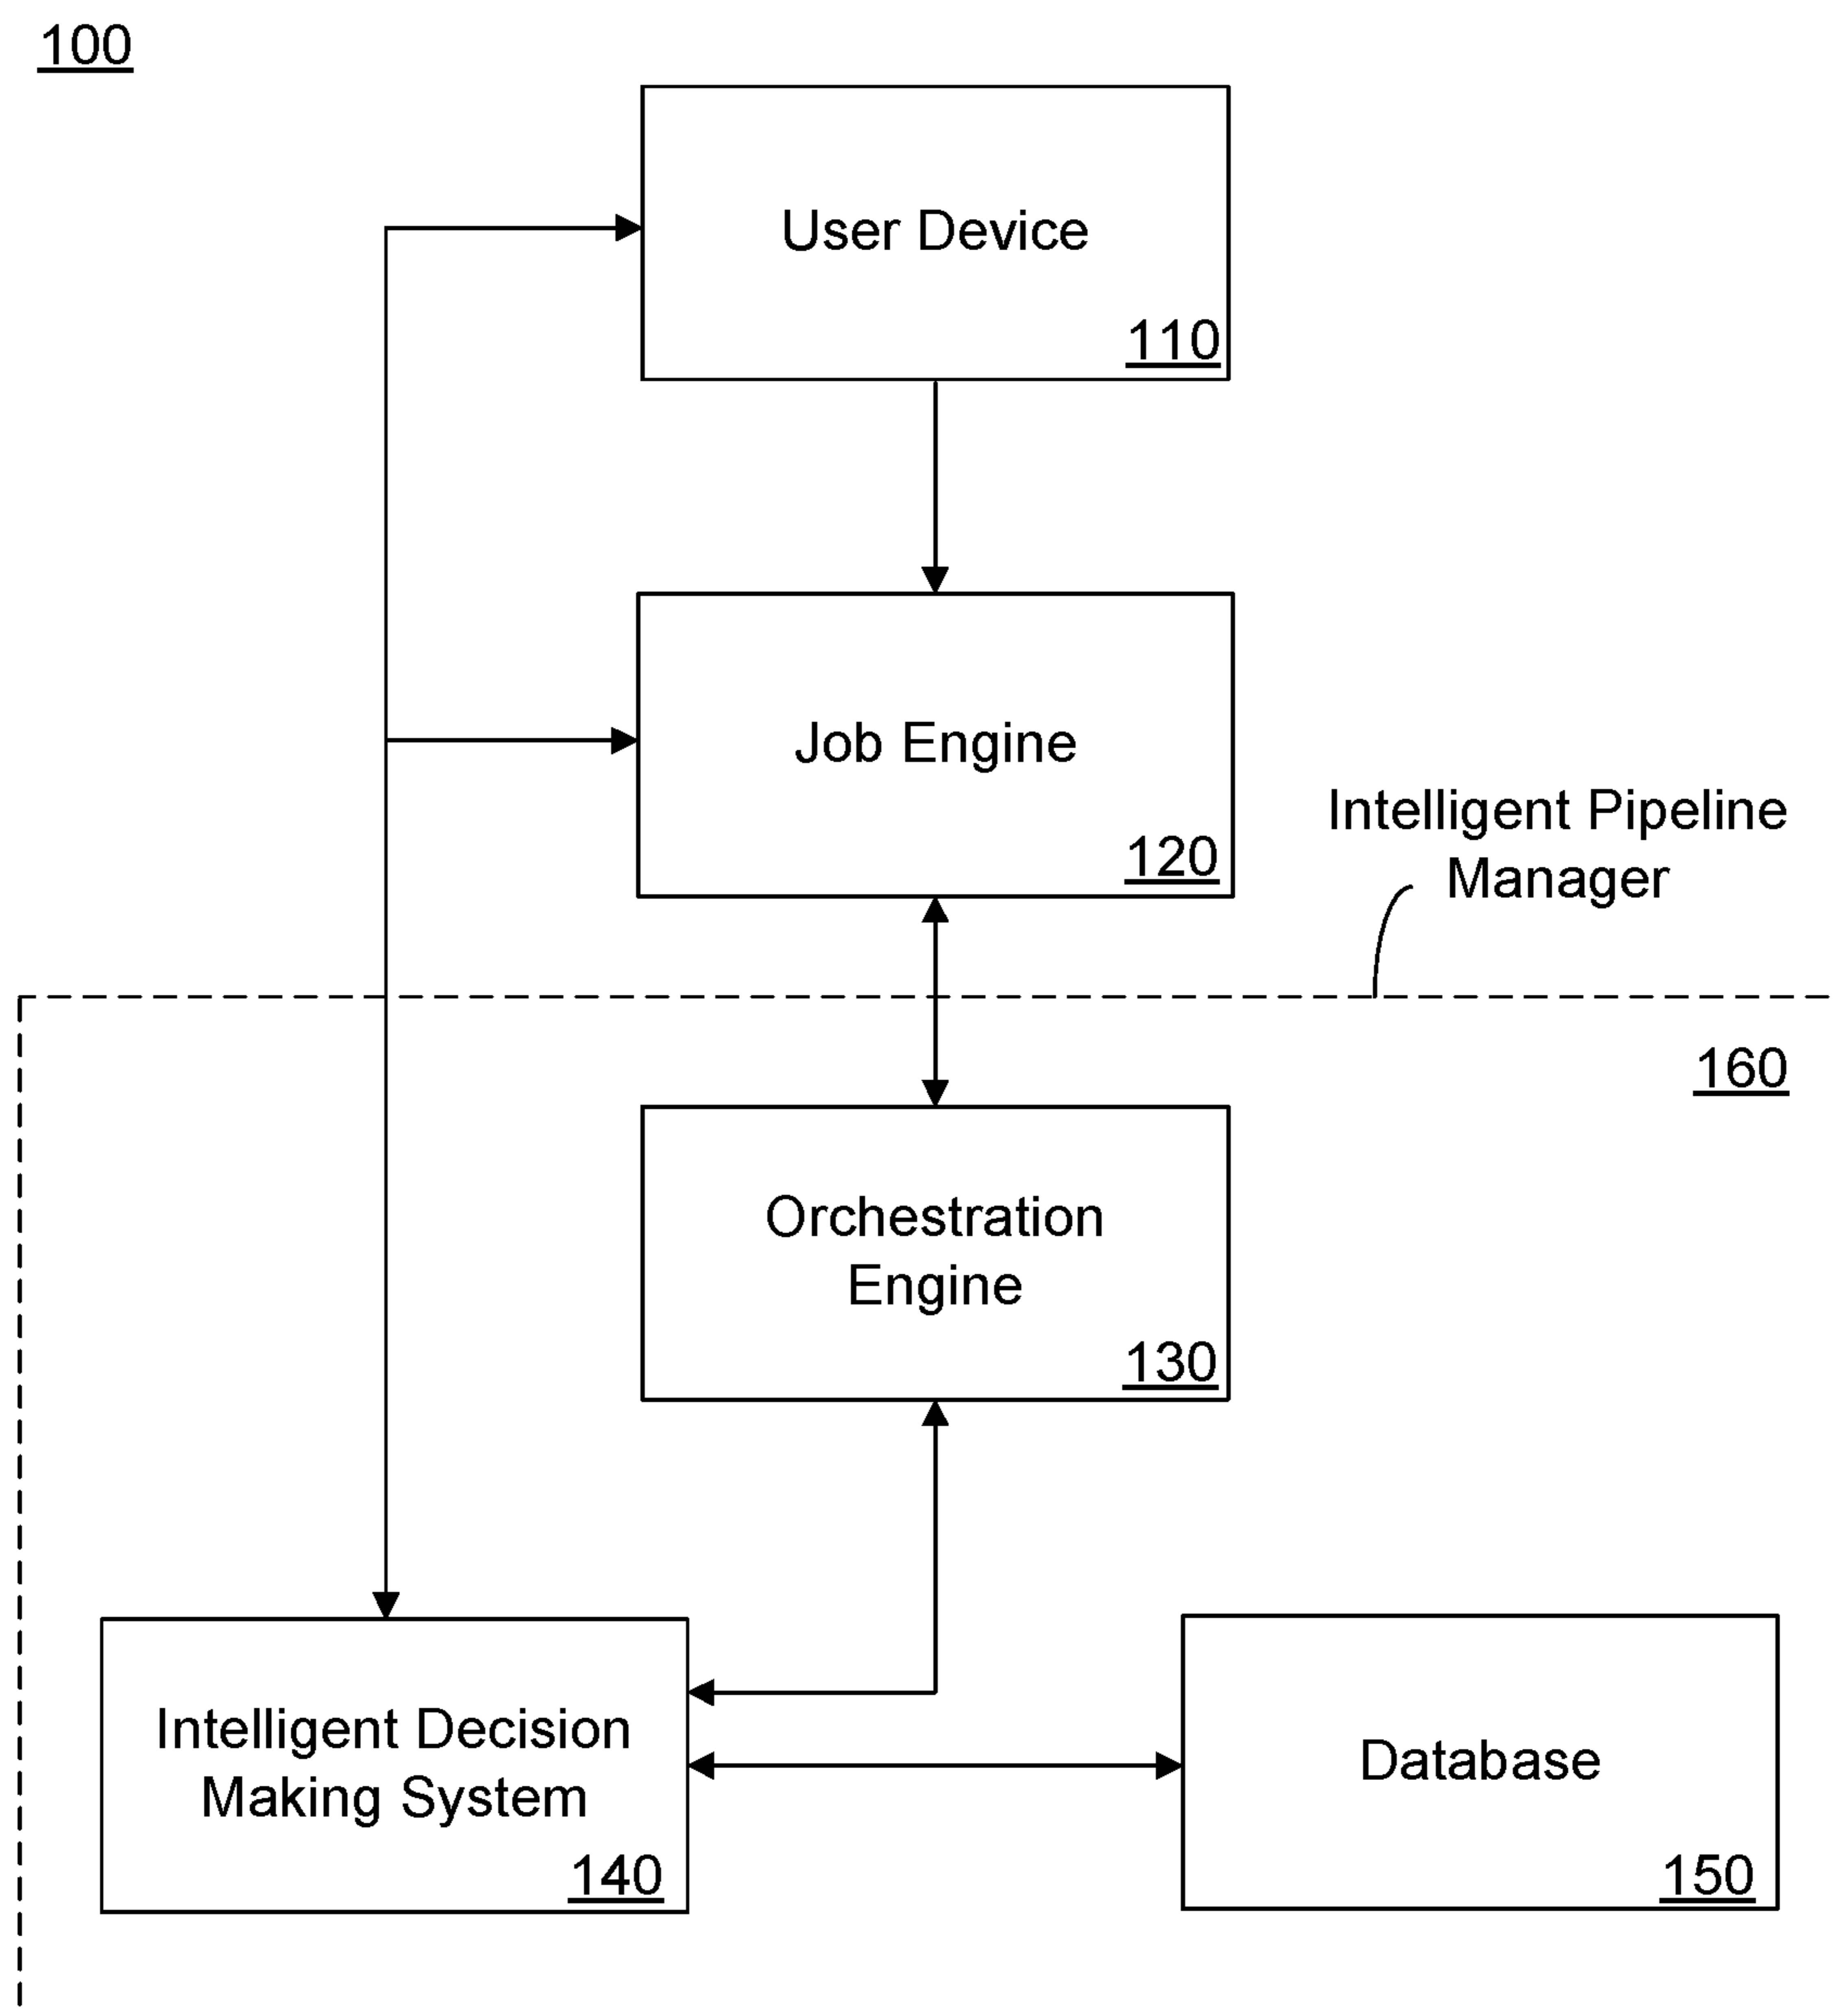 100
User Device
110
Job Engine
120
Intelligent Pipeline
Manager
160
Orchestration
Engine
130
Intelligent Decision
Making System
140
Database
150